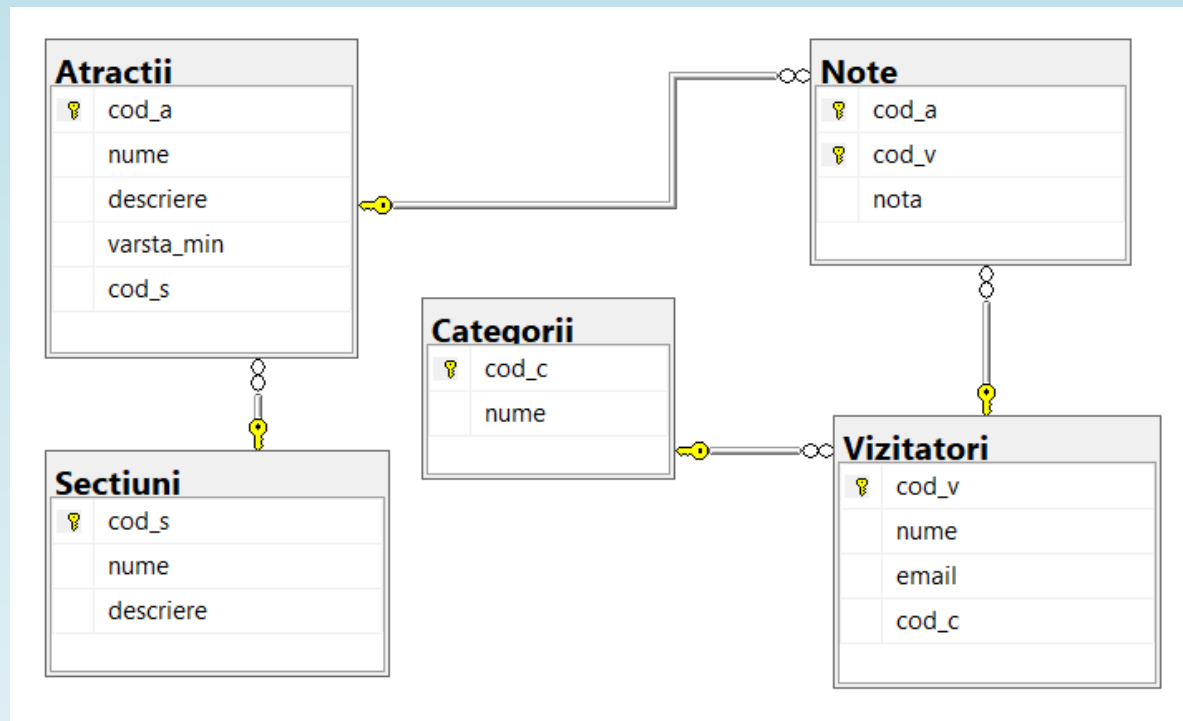 Atractii
cod_a
nume
descriere
varsta_min
cod_s
Note
cod_a
cod_v
nota
Categorii
cod_c
nume
Sectiuni
cod_s
nume
descriere
Vizitatori
cod_v
nume
email
cod_c